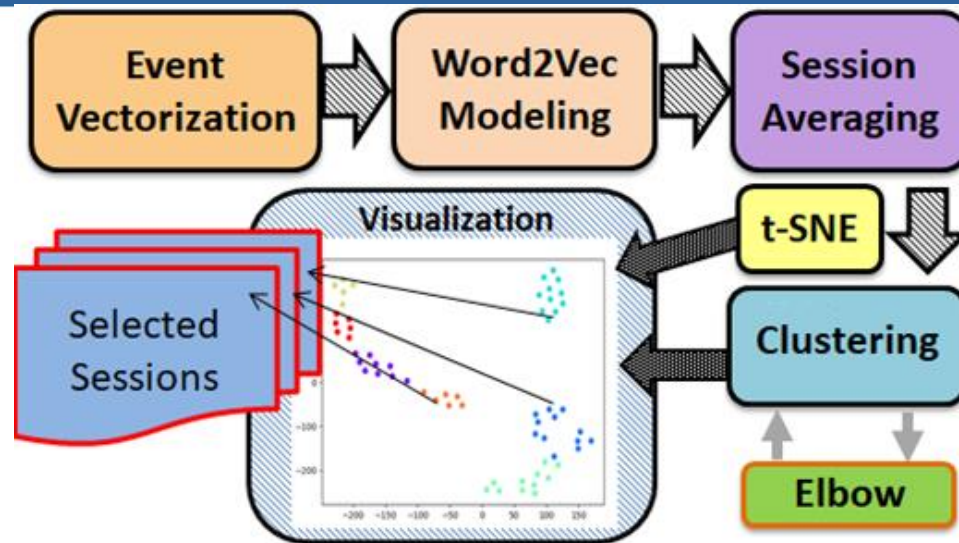 Event
Vectorization
Word2Vec
Modeling
Session
Averaging
Visualization
t-SNE
Selected
Sessions
Clustering
Elbow
0
-100
-200
-200
-150
-100
-50
0
50
100
150